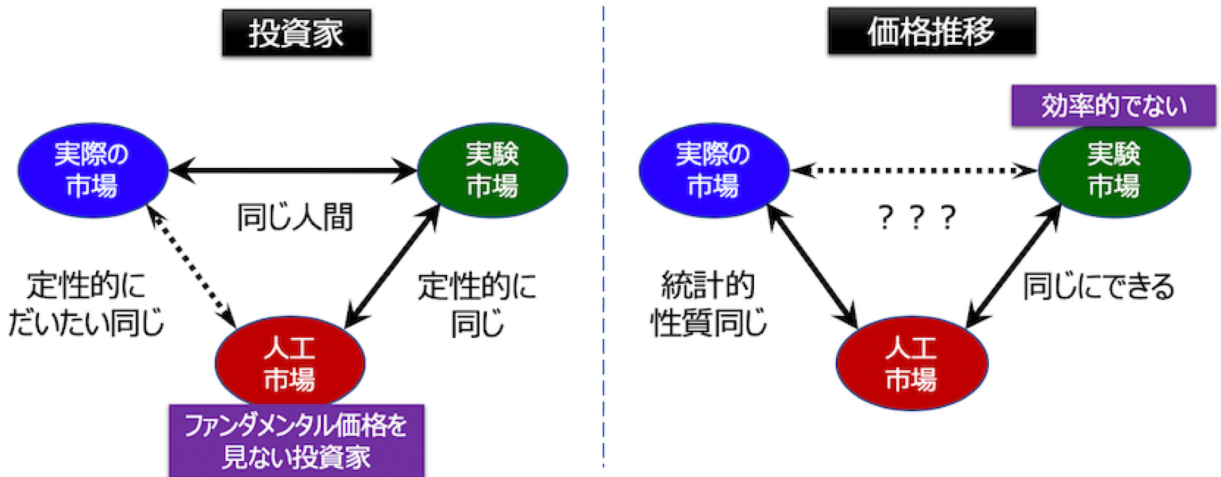 投資家
実際の
市場
実験
市場
同じ人間
定性的に
だいたい同じ
定性的に
同じ
人工
市場
ファンダメンタル価格を
見ない投資家
価格推移
効率的でない
実際の
市場
実験
市場
？？？
統計的
性質同じ
同じにできる
人工
市場